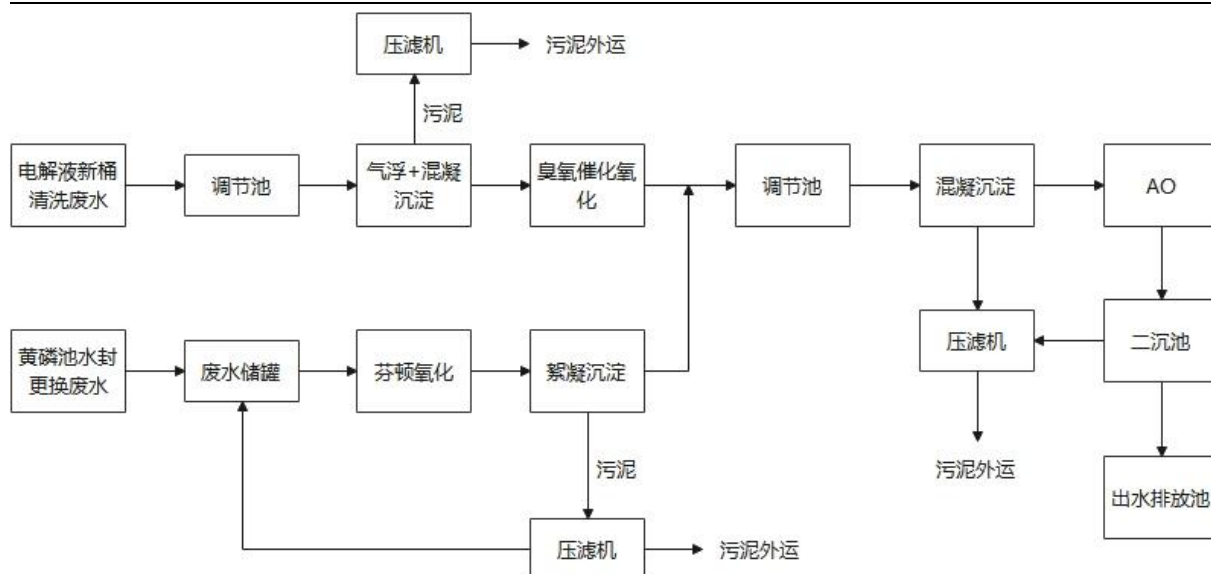 压滤机
污泥外运
污泥
电解液新桶
清洗废水
调节池
气浮+混凝
沉淀
臭氧催化氧
化
调节池
混凝沉淀
AO
黄磷池水封
更换废水
废水储罐
芬顿氧化
絮凝沉淀
压滤机
二沉池
污泥
污泥外运
出水排放池
压滤机
污泥外运